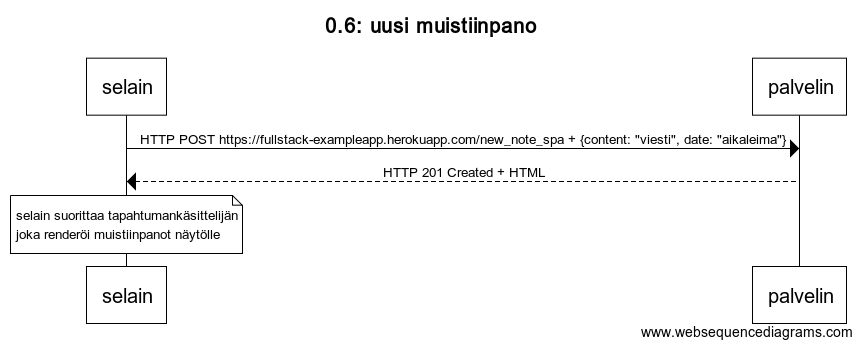 0.6: uusi muistiinpano
selain
palvelin
HTTP POST https://fullstack-exampleapp.herokuapp.com/new_note_spa + {content: "viesti", date: "aikaleima"}
HTTP 201 Created + HTML
selain suorittaa tapahtumankäsittelijän
joka renderöi muistiinpanot näytölle
selain
palvelin
www.websequencediagrams.com